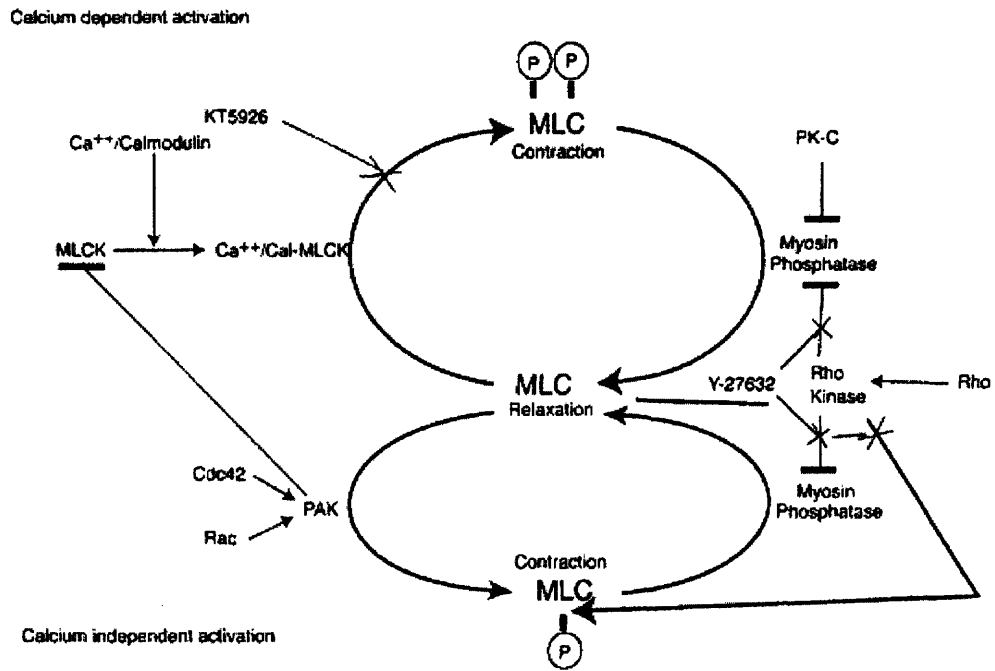 Calcium dependent activation
P P
KT5926
MLC
Contraction
Ca++/Calmodulin
PK-C
MLCK
Ca++/Cal-MLCK
Myosin
Phosphatase
MLC
Relaxation
Y-27632
Rho
Kinase
Rho
Cdc42
PAK
Rac
Myosin
Phosphatase
Contraction
MLC
P
Calcium independent activation